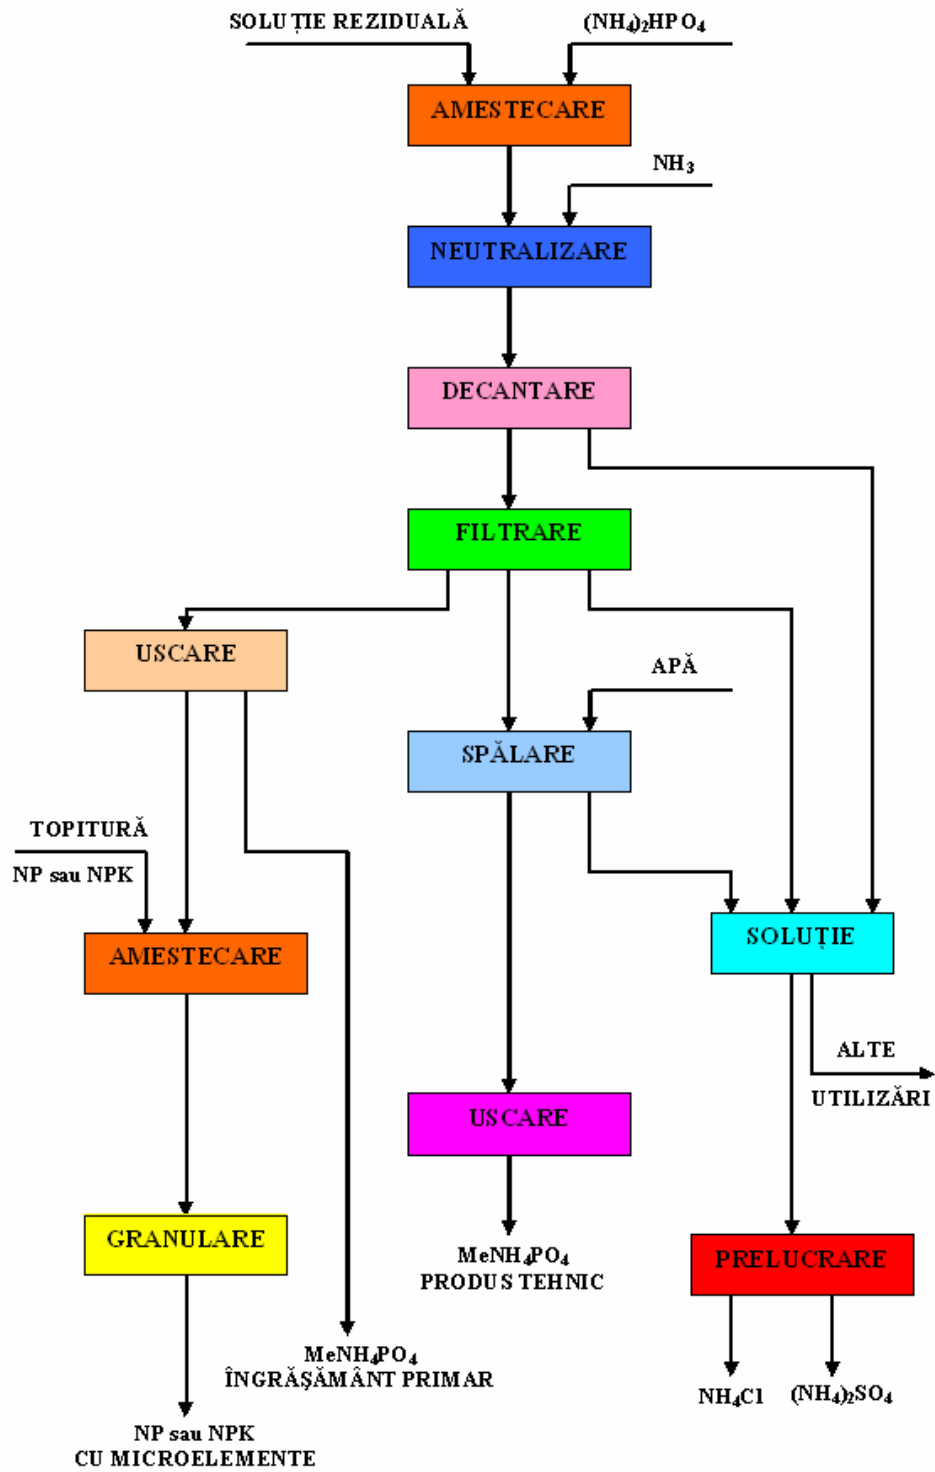 SOLUȚIE REZIDUALĂ
(NH₄)₂HPO₄
AMESTECARE
NH₃
NEUTRALIZARE
DECANTARE
FILTRARE
USCARE
APĂ
SPĂLARE
TOPITURĂ
NP sau NPK
SOLUȚIE
AMESTECARE
ALTE
UTILIZĂRI
USCARE
GRANULARE
MeNH₄PO₄
PRODUS TEHNIC
PRELUCRARE
MeNH₄PO₄
ÎNGRĂŞĂMÂNT PRIMAR
NH₄Cl
(NH₄)₂SO₄
NP sau NPK
CU MICROELEMENTE